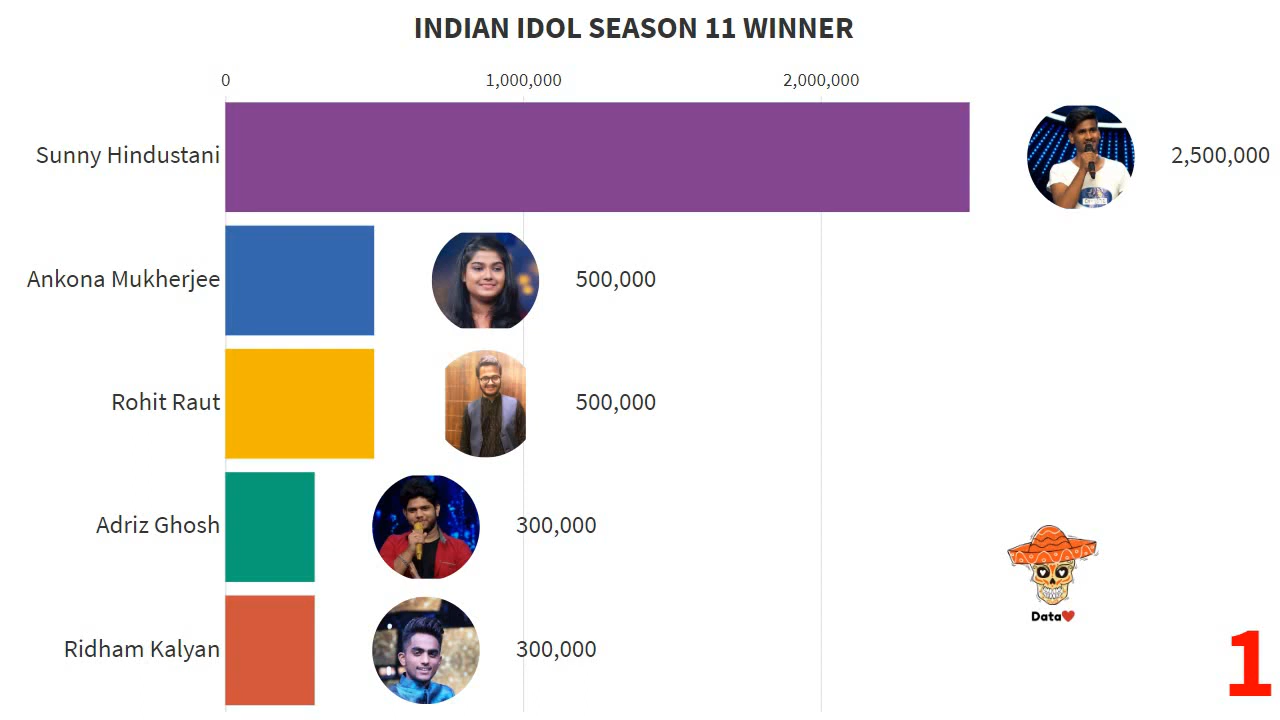 INDIAN IDOL SEASON 11 WINNER
0 1,000,000 2,000,000
Sunny Hindustani 2,500,000
Ankona Mukherjee 500,000
Rohit Raut 500,000
Adriz Ghosh 300,000
Ridham Kalyan 300,000
Data❤
1